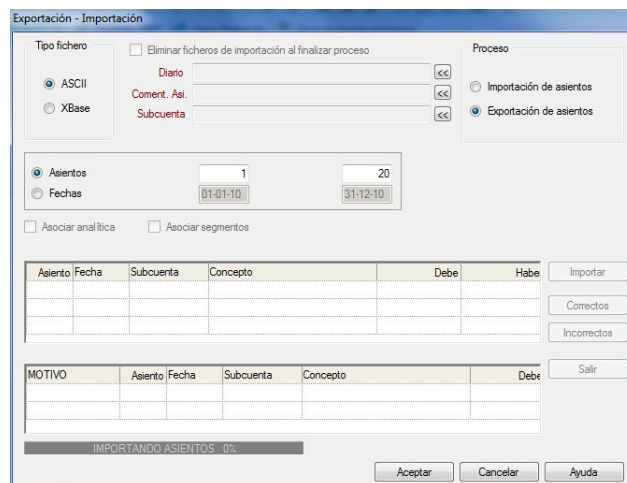 Exportación - Importación
Tipo fichero
Eliminar ficheros de importación al finalizar proceso
Proceso
ASCII
XBase
Diario
<<
Coment. Asi.
<<
Subcuenta
<<
Importación de asientos
Exportación de asientos
Asientos 1 20
Fechas 01-01-10 31-12-10
Asociar analítica Asociar segmentos
Asiento Fecha Subcuenta Concepto Debe Habe
Importar
Correctos
Incorrectos
Salir
MOTIVO Asiento Fecha Subcuenta Concepto Debe
IMPORTANDO ASIENTOS 0%
Aceptar Cancelar Ayuda